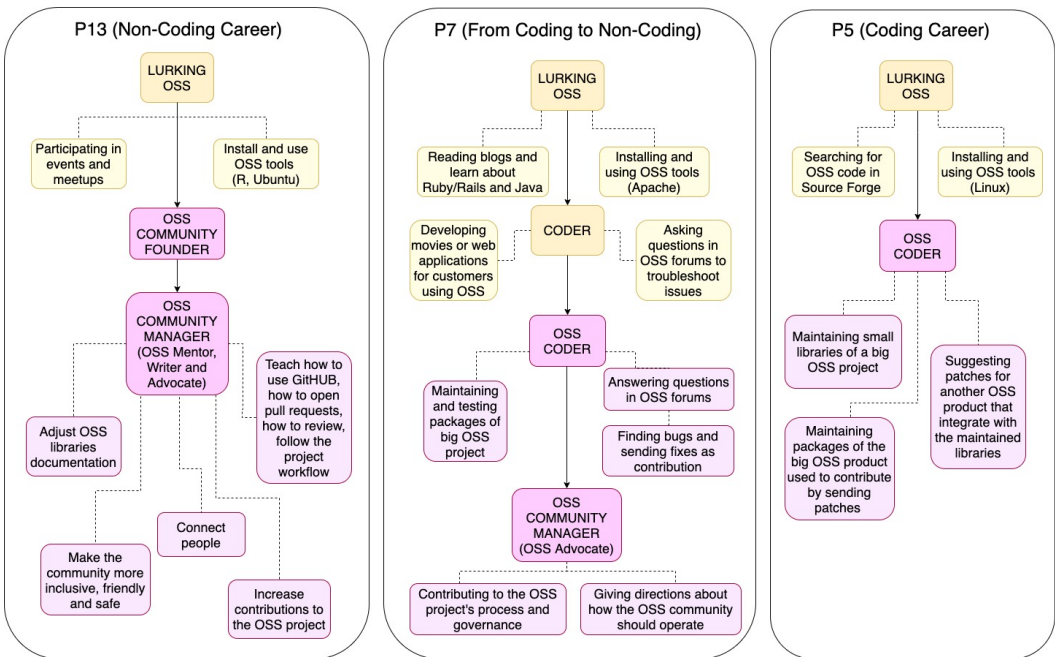 P13 (Non-Coding Career)
LURKING
OSS
Participating in
events and
meetups
Install and use
OSS tools
(R, Ubuntu)
OSS
COMMUNITY
FOUNDER
OSS
COMMUNITY
MANAGER
(OSS Mentor,
Writer and
Advocate)
Teach how to
use GitHUB,
how to open
pull requests,
how to review,
follow the
project
workflow
Adjust OSS
libraries
documentation
Connect
people
Make the
community more
inclusive, friendly
and safe
Increase
contributions to
the OSS project
P7 (From Coding to Non-Coding)
LURKING
OSS
Reading blogs and
learn about
Ruby/Rails and Java
Installing and
using OSS tools
(Apache)
Developing
movies or web
applications
for customers
using OSS
CODER
Asking
questions in
OSS forums to
troubleshoot
issues
OSS
CODER
Maintaining
and testing
packages of
big OSS
project
Answering questions
in OSS forums
Finding bugs and
sending fixes as
contribution
OSS
COMMUNITY
MANAGER
(OSS Advocate)
Contributing to the OSS
project's process and
governance
Giving directions about
how the OSS community
should operate
P5 (Coding Career)
LURKING
OSS
Searching for
OSS code in
Source Forge
Installing and
using OSS tools
(Linux)
OSS
CODER
Maintaining small
libraries of a big
OSS project
Suggesting
patches for
another OSS
product that
integrate with
the maintained
libraries
Maintaining
packages of the
big OSS product
used to contribute
by sending
patches